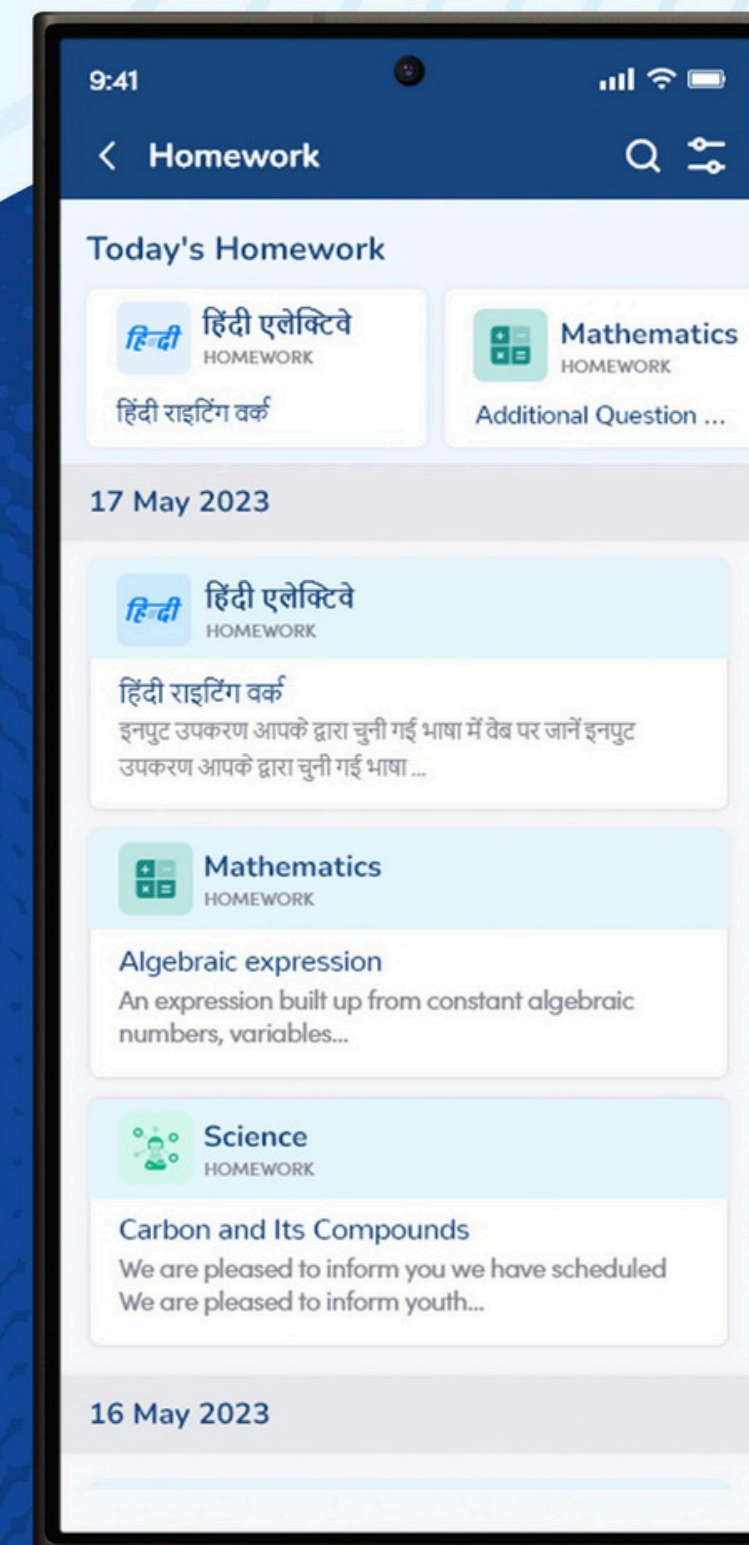 9:41
Homework
Today's Homework
हिन्दी
हिंदी एलेक्टिवे
HOMEWORK
हिंदी राइटिंग वर्क
Mathematics
HOMEWORK
Additional Question ...
17 May 2023
हिन्दी
हिंदी एलेक्टिवे
HOMEWORK
हिंदी राइटिंग वर्क
इनपुट उपकरण आपके द्वारा चुनी गई भाषा में वेब पर जानें इनपुट
उपकरण आपके द्वारा चुनी गई भाषा ...
Mathematics
HOMEWORK
Algebraic expression
An expression built up from constant algebraic
numbers, variables...
Science
HOMEWORK
Carbon and Its Compounds
We are pleased to inform you we have scheduled
We are pleased to inform youth...
16 May 2023